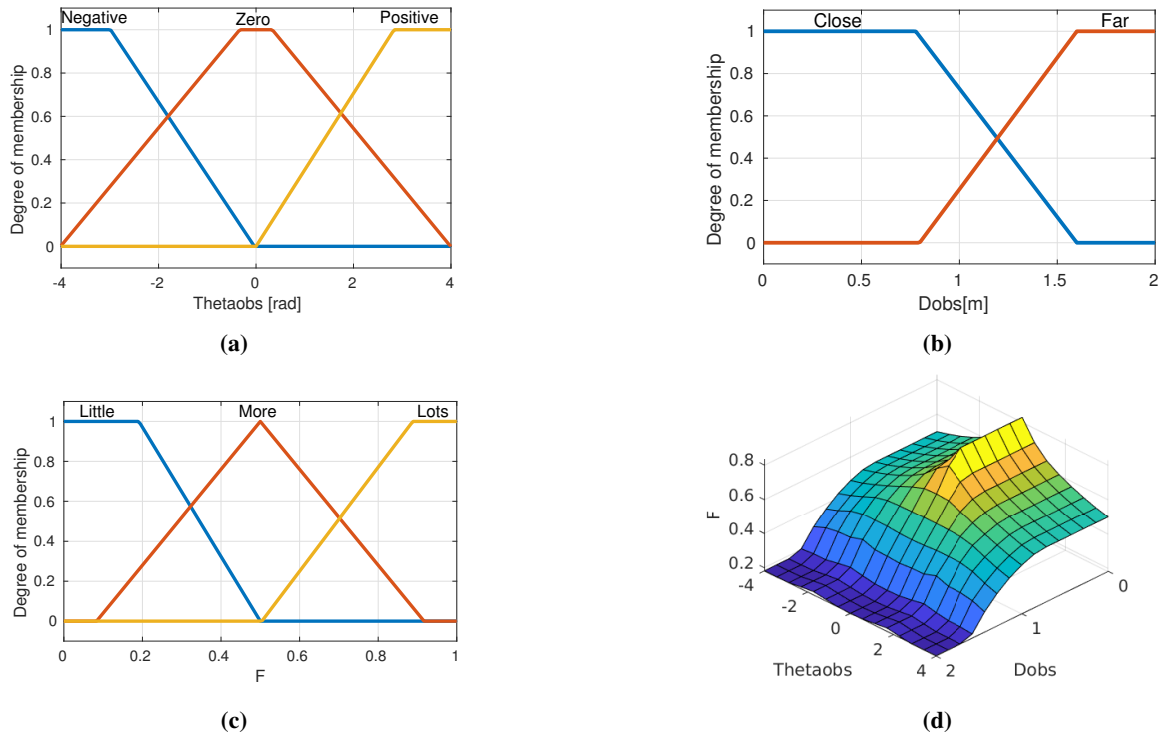 Negative Zero Positive
1
0.8
0.6
0.4
0.2
0
Degree of membership
-4 -2 0 2 4
Thetaobs [rad]
(a)
Close Far
1
0.8
0.6
0.4
0.2
0
Degree of membership
0 0.5 1 1.5 2
Dobs[m]
(b)
Little More Lots
1
0.8
0.6
0.4
0.2
0
Degree of membership
0 0.2 0.4 0.6 0.8 1
F
(c)
0.8
0.6
0.4
0.2
F
-4 -2 0 2 4
Thetaobs
2 1 0
Dobs
(d)